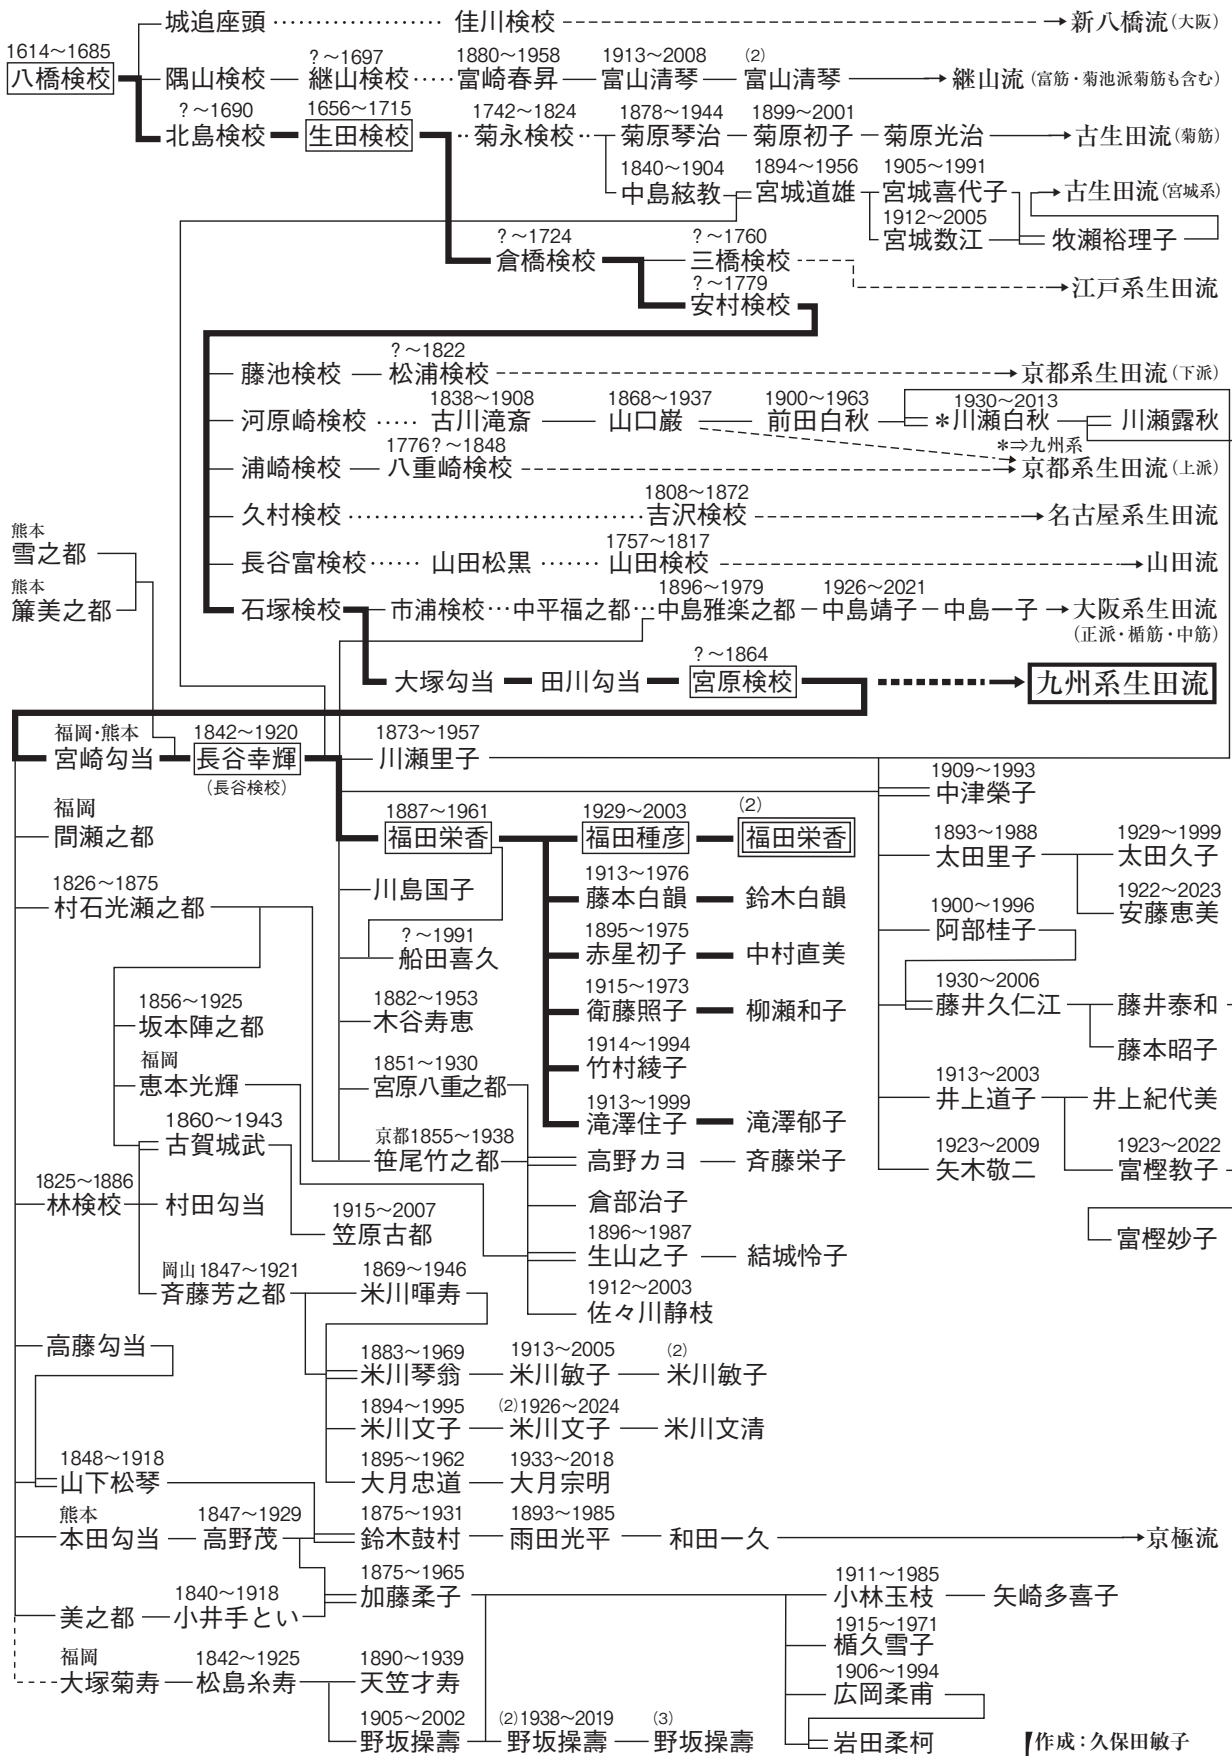 城追座頭 佳川検校 新八橋流(大阪)
1614～1685 ?～1697 1880～1958 1913～2008 (2)
八橋検校 隅山検校 継山検校 富崎春昇 富山清琴 富山清琴 継山流(富筋・菊池派菊筋も含む)
?～1690 1656～1715 1742～1824 1878～1944 1899～2001
北島検校 生田検校 菊永検校 菊原琴治 菊原初子 菊原光治 古生田流(菊筋)
1840～1904 1894～1956 1905～1991
中島絃教 宮城道雄 宮城喜代子 古生田流(宮城系)
1912～2005
宮城数江 牧瀬裕理子
?～1724 ?～1760
倉橋検校 三橋検校
江戸系生田流
?～1779
安村検校
?～1822
藤池検校 松浦検校 京都系生田流(下派)
1838～1908 1868～1937 1900～1963 1930～2013
河原崎検校 古川滝斎 山口巌 前田白秋 *川瀬白秋 川瀬露秋
*⇒九州系
1776?～1848
浦崎検校 八重崎検校 京都系生田流(上派)
1808～1872
久村検校 吉沢検校 名古屋系生田流
熊本
雪之都
1757～1817
長谷富検校 山田松黒 山田検校 山田流
熊本
簾美之都
1896～1979 1926～2021
石塚検校 市浦検校 中平福之都 中島雅楽之都 中島靖子 中島一子 大阪系生田流
(正派・楯筋・中筋)
?～1864
大塚勾当 田川勾当 宮原検校 九州系生田流
福岡・熊本 1842～1920 1873～1957
宮崎勾当 長谷幸輝 川瀬里子
(長谷検校)
1909～1993
中津榮子
福岡 1887～1961 1929～2003 (2) 1893～1988 1929～1999
間瀬之都 福田栄香 福田種彦 福田栄香 太田里子 太田久子
1826～1875 1913～1976 1922～2023
村石光瀬之都 川島国子 藤本白韻 鈴木白韻 安藤恵美
1900～1996
阿部桂子
?～1991 1895～1975
船田喜久 赤星初子 中村直美
1856～1925 1882～1953 1915～1973 1930～2006
坂本陣之都 木谷寿恵 衛藤照子 柳瀬和子 藤井久仁江 藤井泰和
藤本昭子
福岡 1851～1930 1914～1994
恵本光輝 宮原八重之都 竹村綾子
1913～2003
井上道子 井上紀代美
1860～1943 京都1855～1938 1913～1999
古賀城武 笹尾竹之都 滝澤住子 滝澤郁子
高野カヨ 斉藤栄子
1923～2009 1923～2022
矢木敬二 富樫教子
1825～1886
林検校 村田勾当 倉部治子
1915～2007
笠原古都 富樫妙子
1896～1987
生山之子 結城怜子
岡山1847～1921 1869～1946 1912～2003
斉藤芳之都 米川暉寿 佐々川静枝
高藤勾当
1883～1969 1913～2005 (2)
米川琴翁 米川敏子 米川敏子
1894～1995 (2)1926～2024
米川文子 米川文子 米川文清
1848～1918 1895～1962 1933～2018
山下松琴 大月忠道 大月宗明
熊本 1847～1929 1875～1931 1893～1985
本田勾当 高野茂 鈴木鼓村 雨田光平 和田一久 京極流
1840～1918 1875～1965 1911～1985
美之都 小井手とい 加藤柔子 小林玉枝 矢崎多喜子
1915～1971
楯久雪子
福岡 1842～1925 1890～1939 1906～1994
大塚菊寿 松島糸寿 天笠才寿 広岡柔甫
1905～2002 (2)1938～2019 (3)
野坂操壽 野坂操壽 野坂操壽 岩田柔柯
作成:久保田敏子